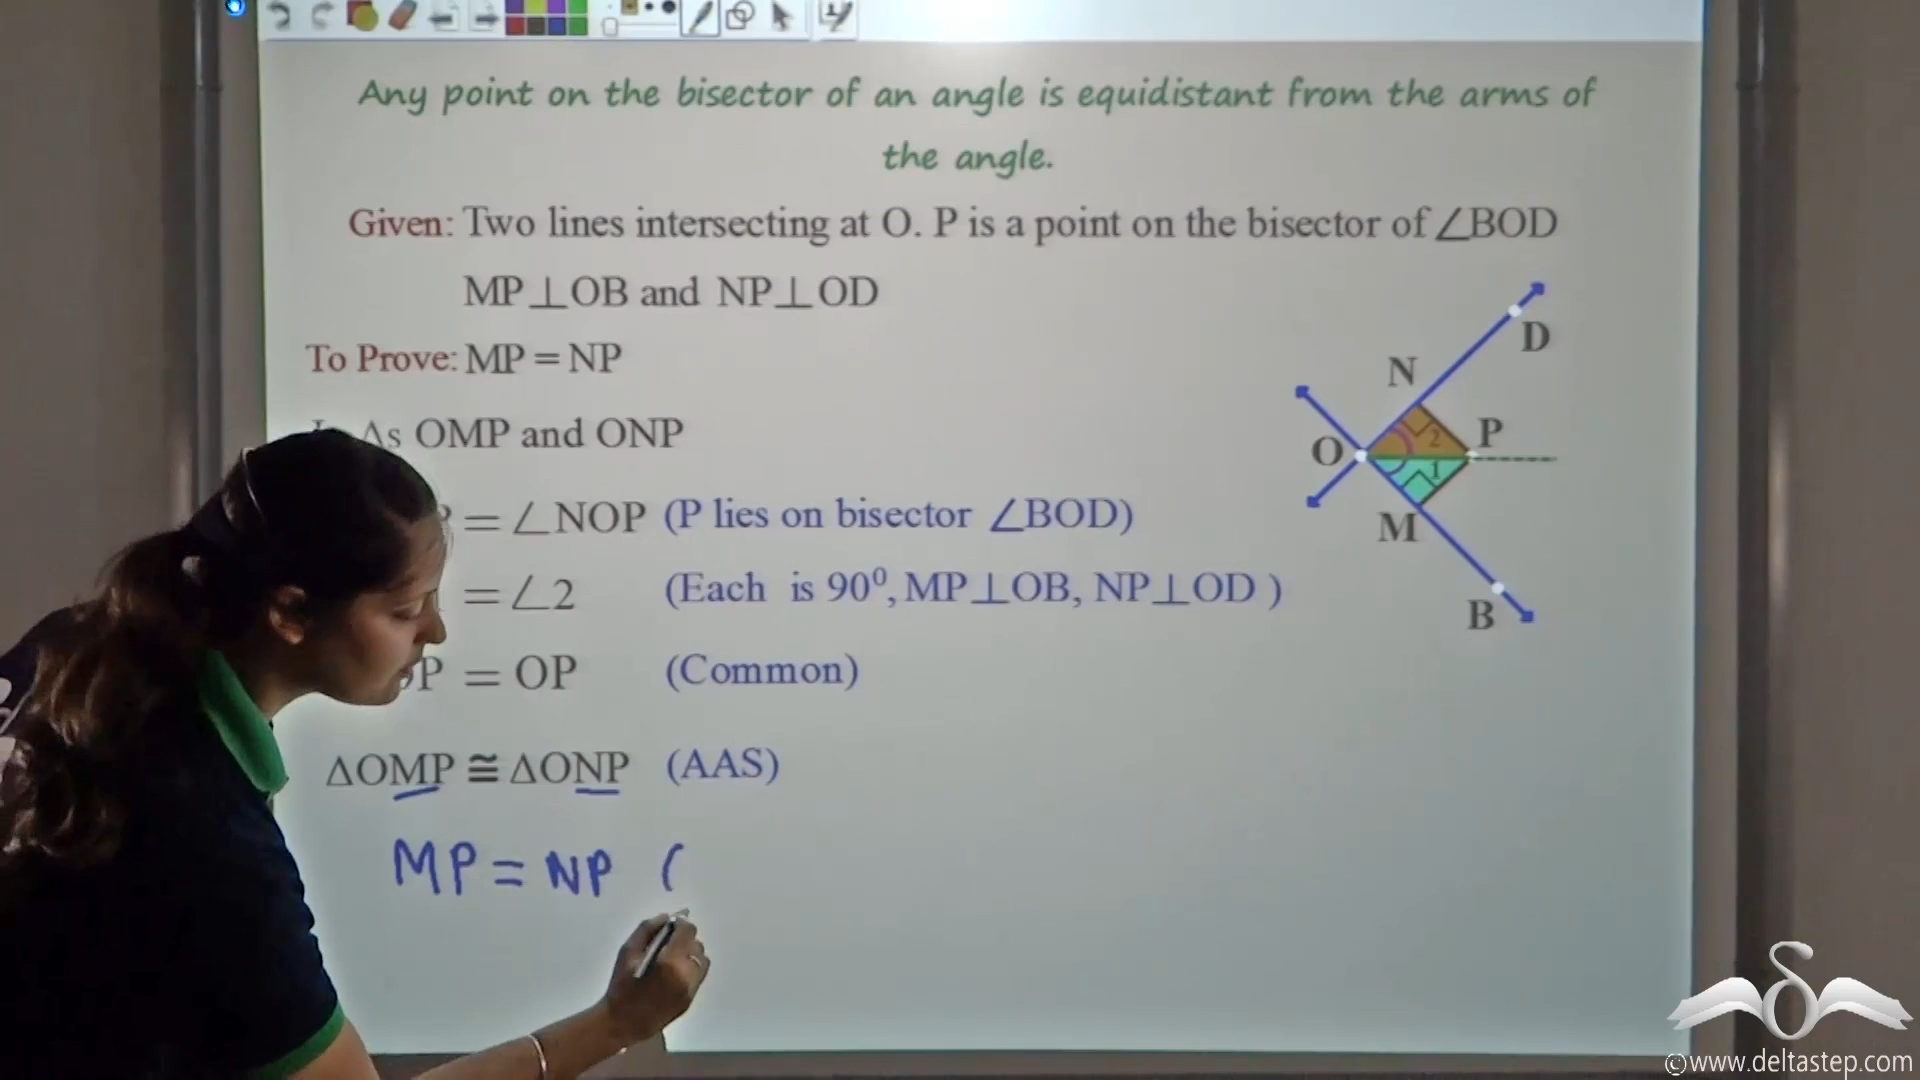 Any point on the bisector of an angle is equidistant from the arms of
the angle.
Given: Two lines intersecting at O. P is a point on the bisector of ∠BOD
MP⊥OB and NP⊥OD
To Prove: MP = NP
Δs OMP and ONP
= ∠NOP (P lies on bisector ∠BOD)
= ∠2 (Each is 90⁰, MP⊥OB, NP⊥OD )
P = OP (Common)
ΔOMP ≅ ΔONP (AAS)
MP = NP (
D
N
2
P
O
1
M
B
©www.deltastep.com